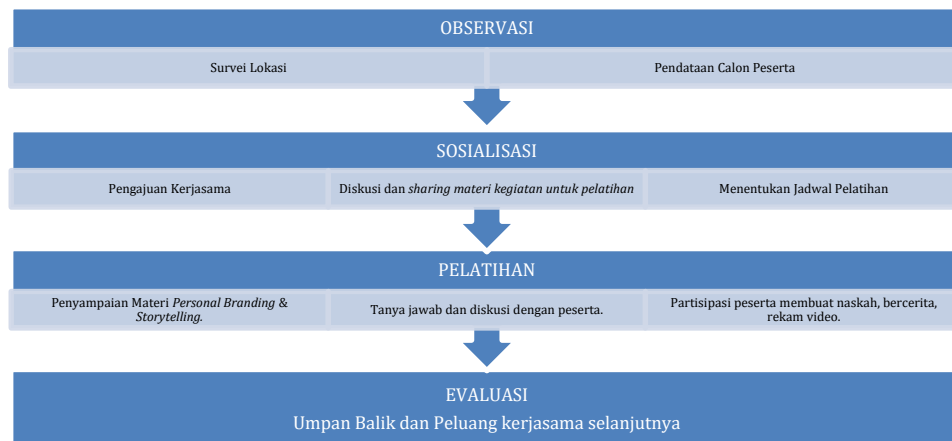 OBSERVASI
Survei Lokasi
Pendataan Calon Peserta
SOSIALISASI
Pengajuan Kerjasama
Diskusi dan sharing materi kegiatan untuk pelatihan
Menentukan Jadwal Pelatihan
PELATIHAN
Penyampaian Materi Personal Branding &
Storytelling.
Tanya jawab dan diskusi dengan peserta.
Partisipasi peserta membuat naskah, bercerita,
rekam video.
EVALUASI
Umpan Balik dan Peluang kerjasama selanjutnya